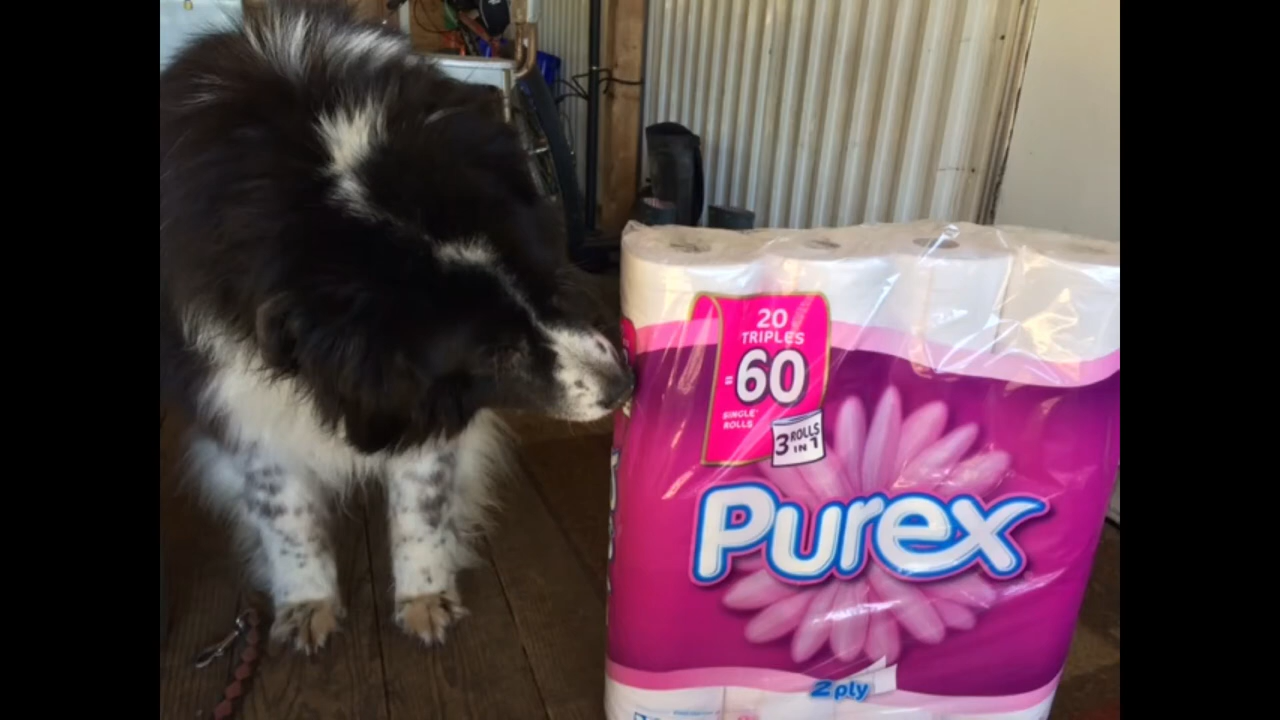 20
TRIPLES
= 60
SINGLE*
ROLLS
3 ROLLS
IN 1
Purex
2 ply